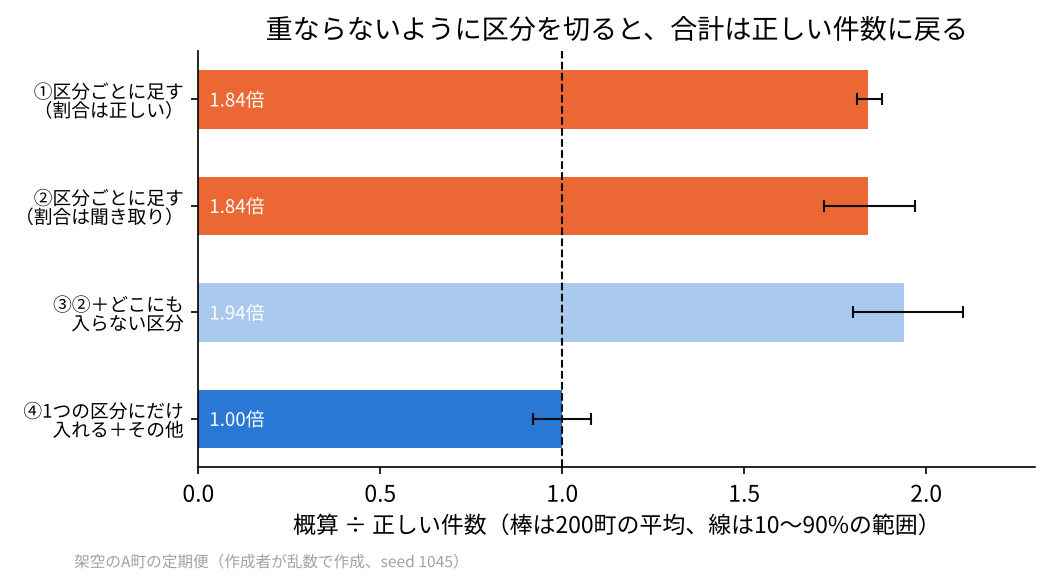 重ならないように区分を切ると、合計は正しい件数に戻る
①区分ごとに足す
（割合は正しい）
1.84倍
②区分ごとに足す
（割合は聞き取り）
1.84倍
③②＋どこにも
入らない区分
1.94倍
④1つの区分にだけ
入れる＋その他
1.00倍
0.0 0.5 1.0 1.5 2.0
概算 ÷ 正しい件数（棒は200町の平均、線は10〜90%の範囲）
架空のA町の定期便（作成者が乱数で作成、seed 1045）